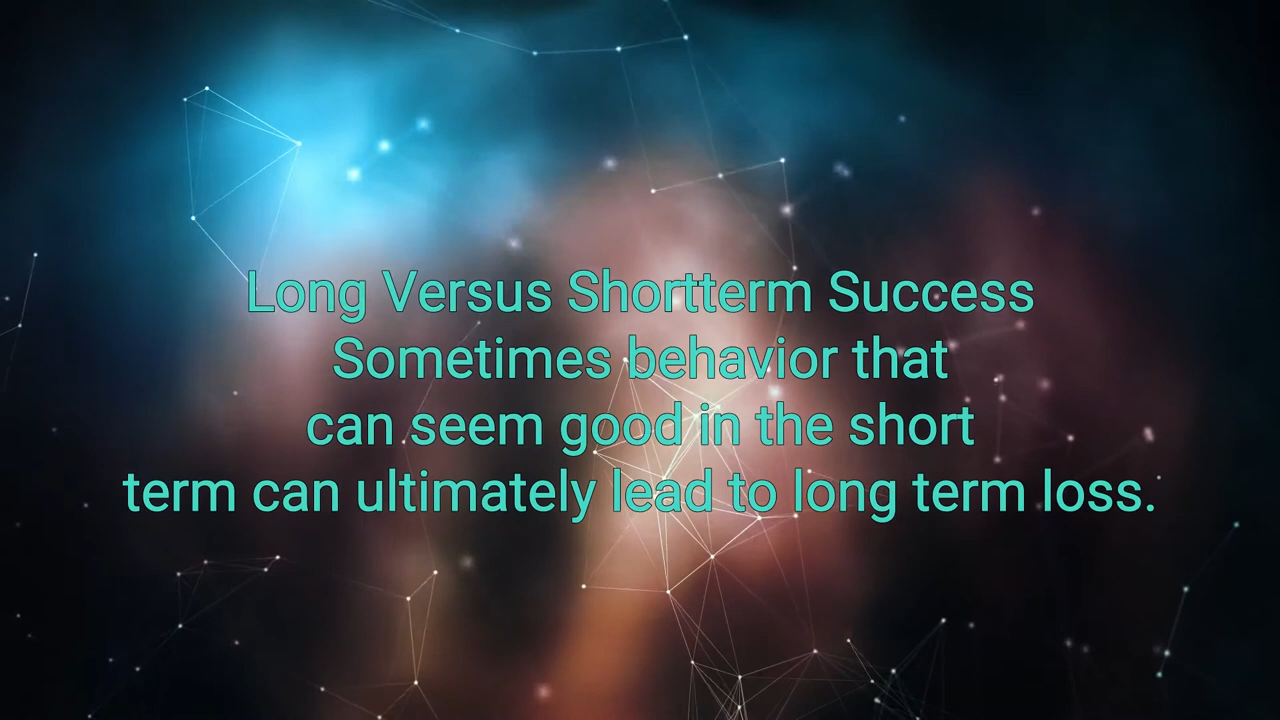 Long Versus Shortterm Success
Sometimes behavior that
can seem good in the short
term can ultimately lead to long term loss.